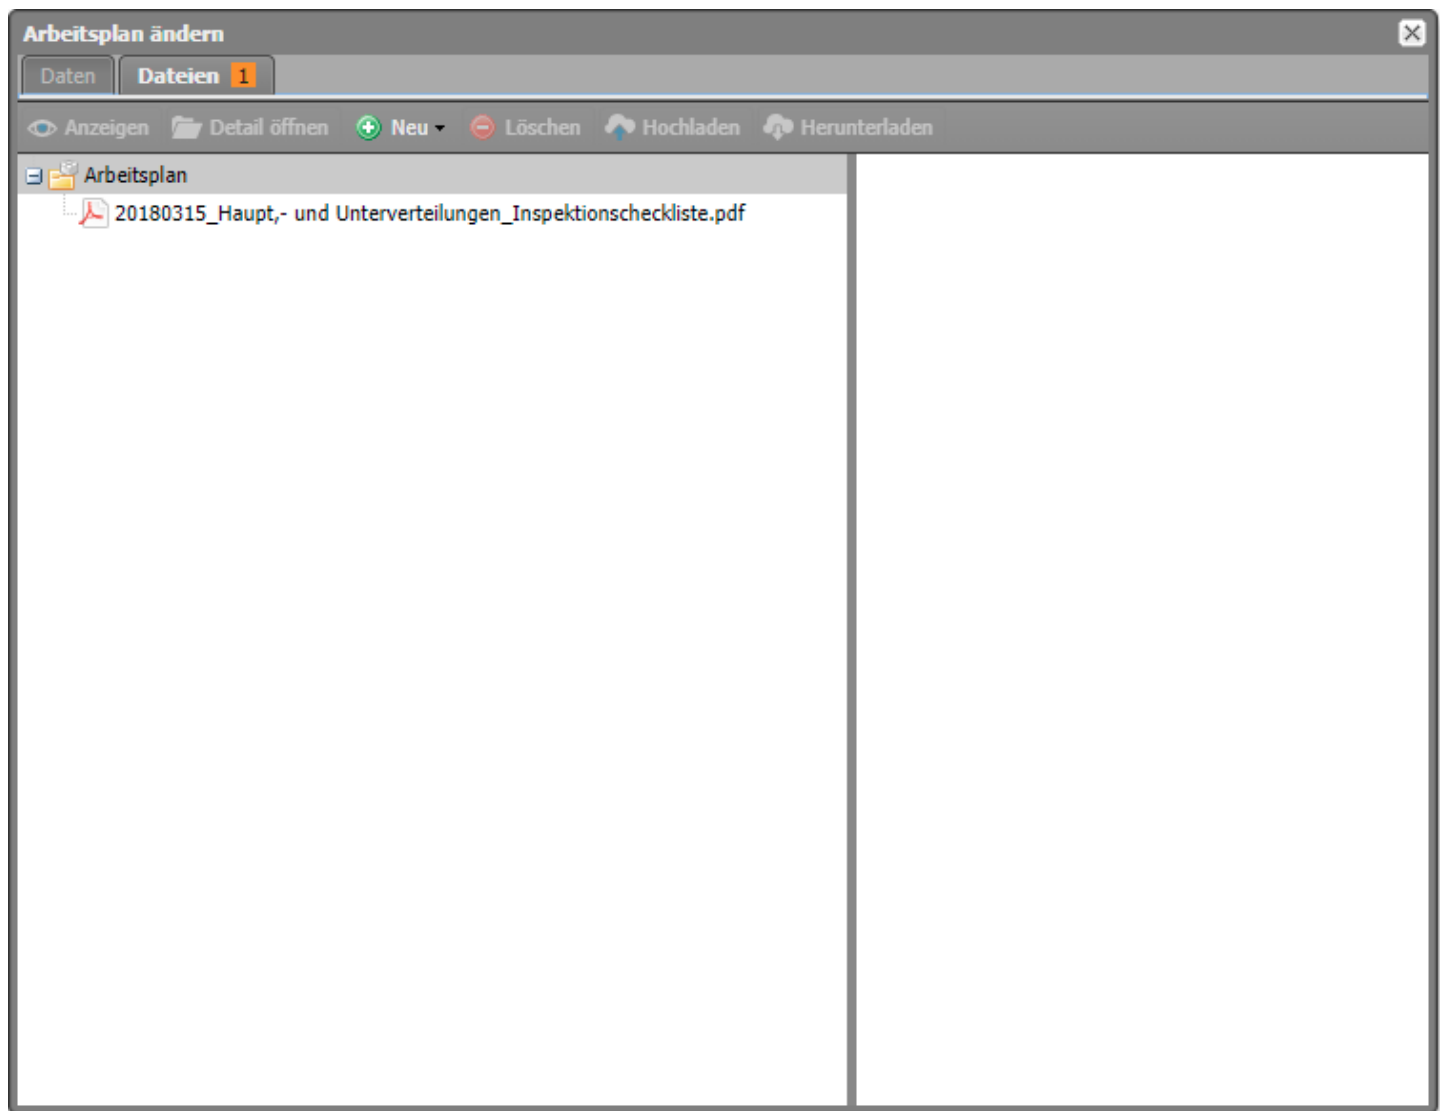 Arbeitsplan ändern
Daten Dateien 1
Anzeigen Detail öffnen Neu Löschen Hochladen Herunterladen
Arbeitsplan
20180315_Haupt,- und Unterverteilungen_Inspektionscheckliste.pdf